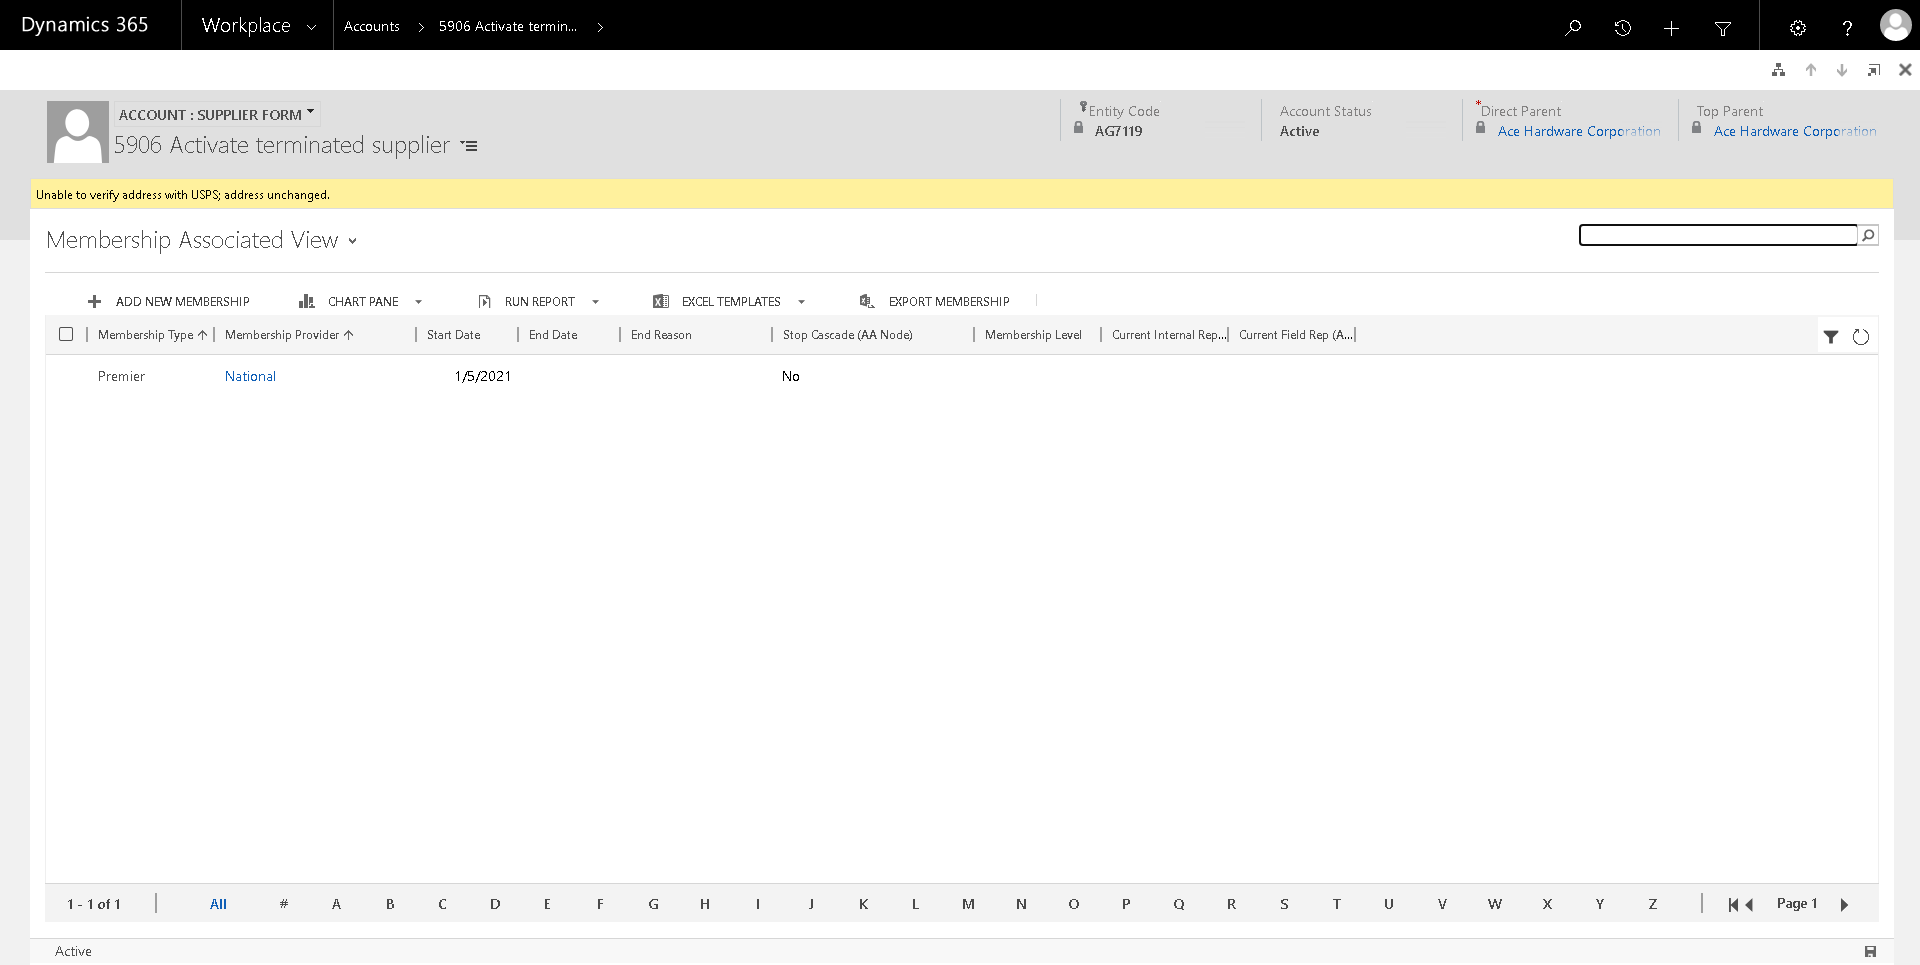 Dynamics 365
Workplace
Accounts
5906 Activate termin...
ACCOUNT : SUPPLIER FORM
5906 Activate terminated supplier
Entity Code
AG7119
Account Status
Active
*Direct Parent
Ace Hardware Corporation
Top Parent
Ace Hardware Corporation
Unable to verify address with USPS; address unchanged.
Membership Associated View
ADD NEW MEMBERSHIP
CHART PANE
RUN REPORT
EXCEL TEMPLATES
EXPORT MEMBERSHIP
Membership Type
Membership Provider
Start Date
End Date
End Reason
Stop Cascade (AA Node)
Membership Level
Current Internal Rep...
Current Field Rep (A...
Premier
National
1/5/2021
No
1 - 1 of 1
All # A B C D E F G H I J K L M N O P Q R S T U V W X Y Z
Page 1
Active